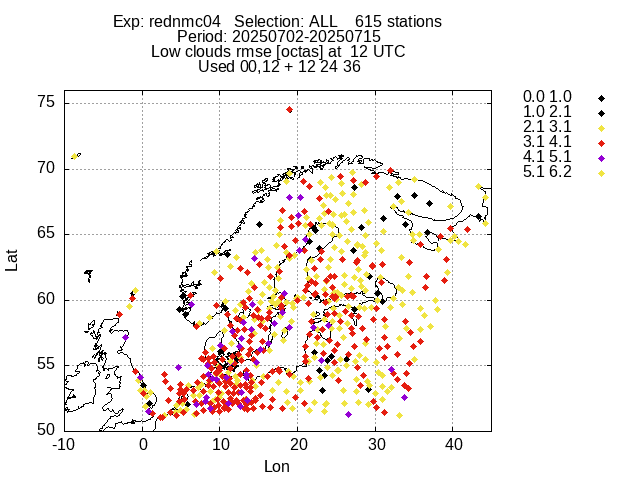 Exp: rednmc04   Selection: ALL    615 stations
Period: 20250702-20250715
Low clouds rmse [octas] at  12 UTC
Used 00,12 + 12 24 36
0.0 1.0
1.0 2.1
2.1 3.1
3.1 4.1
4.1 5.1
5.1 6.2
75
70
65
60
55
50
Lat
-10 0 10 20 30 40
Lon